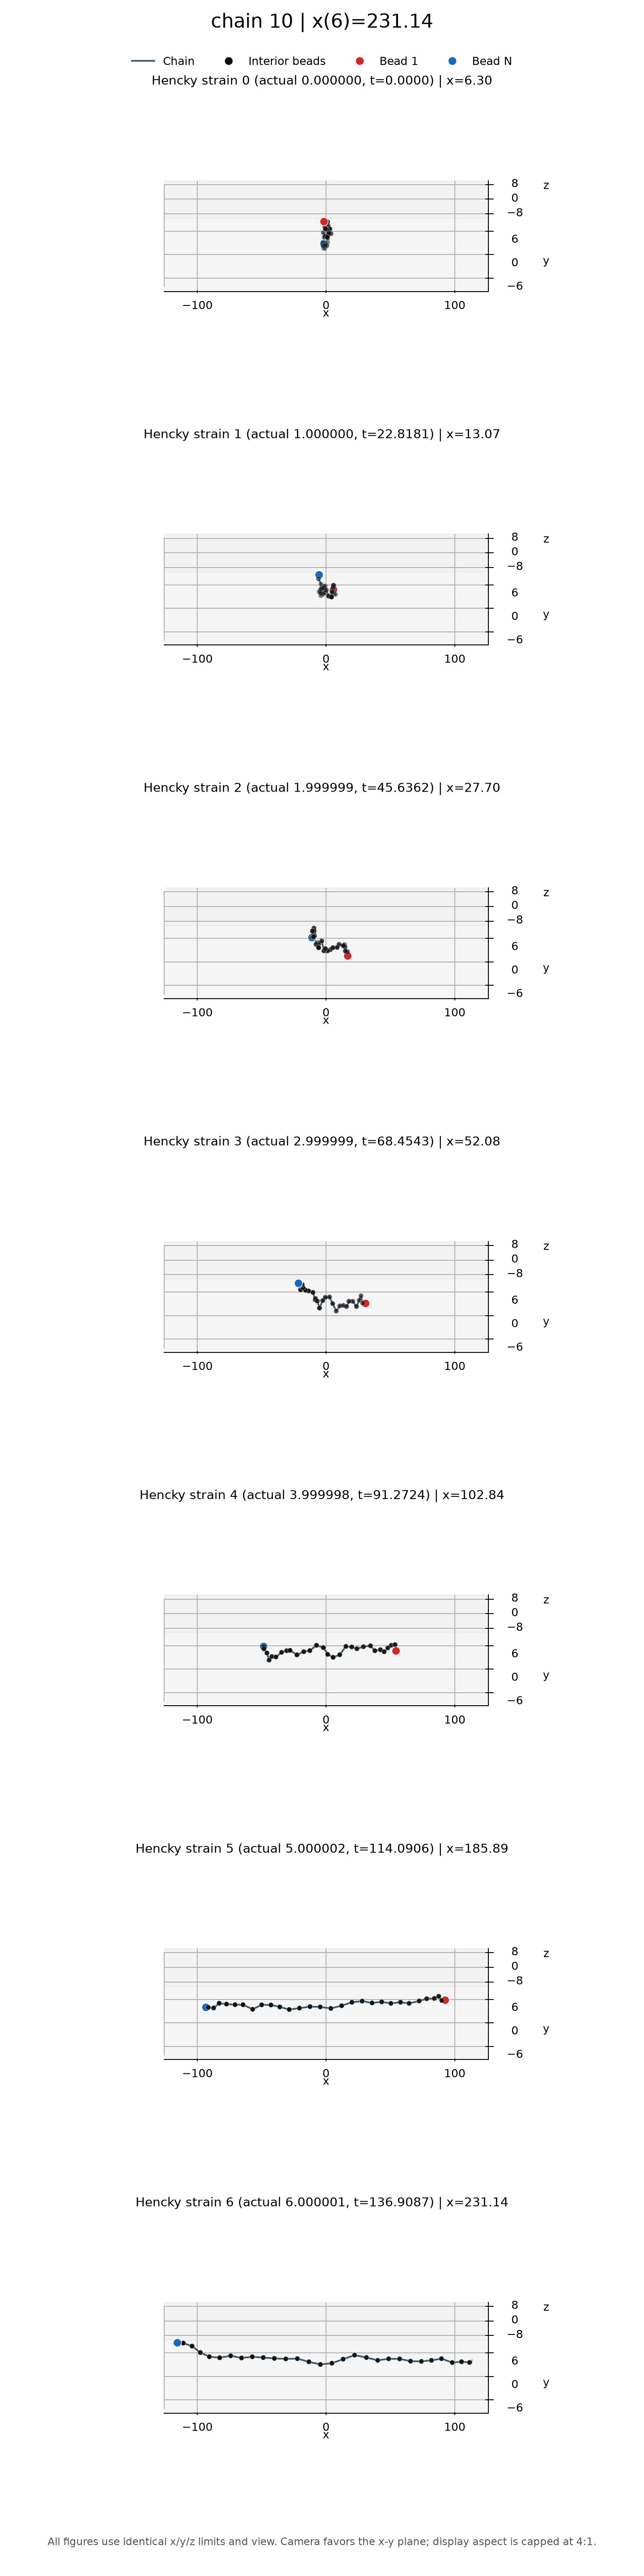 chain 10 | x(6)=231.14
Chain Interior beads Bead 1 Bead N
Hencky strain 0 (actual 0.000000, t=0.0000) | x=6.30
8 z
0
−8
6
0 y
−6
−100 0 100
x
Hencky strain 1 (actual 1.000000, t=22.8181) | x=13.07
8 z
0
−8
6
0 y
−6
−100 0 100
x
Hencky strain 2 (actual 1.999999, t=45.6362) | x=27.70
8 z
0
−8
6
0 y
−6
−100 0 100
x
Hencky strain 3 (actual 2.999999, t=68.4543) | x=52.08
8 z
0
−8
6
0 y
−6
−100 0 100
x
Hencky strain 4 (actual 3.999998, t=91.2724) | x=102.84
8 z
0
−8
6
0 y
−6
−100 0 100
x
Hencky strain 5 (actual 5.000002, t=114.0906) | x=185.89
8 z
0
−8
6
0 y
−6
−100 0 100
x
Hencky strain 6 (actual 6.000001, t=136.9087) | x=231.14
8 z
0
−8
6
0 y
−6
−100 0 100
x
All figures use identical x/y/z limits and view. Camera favors the x-y plane; display aspect is capped at 4:1.